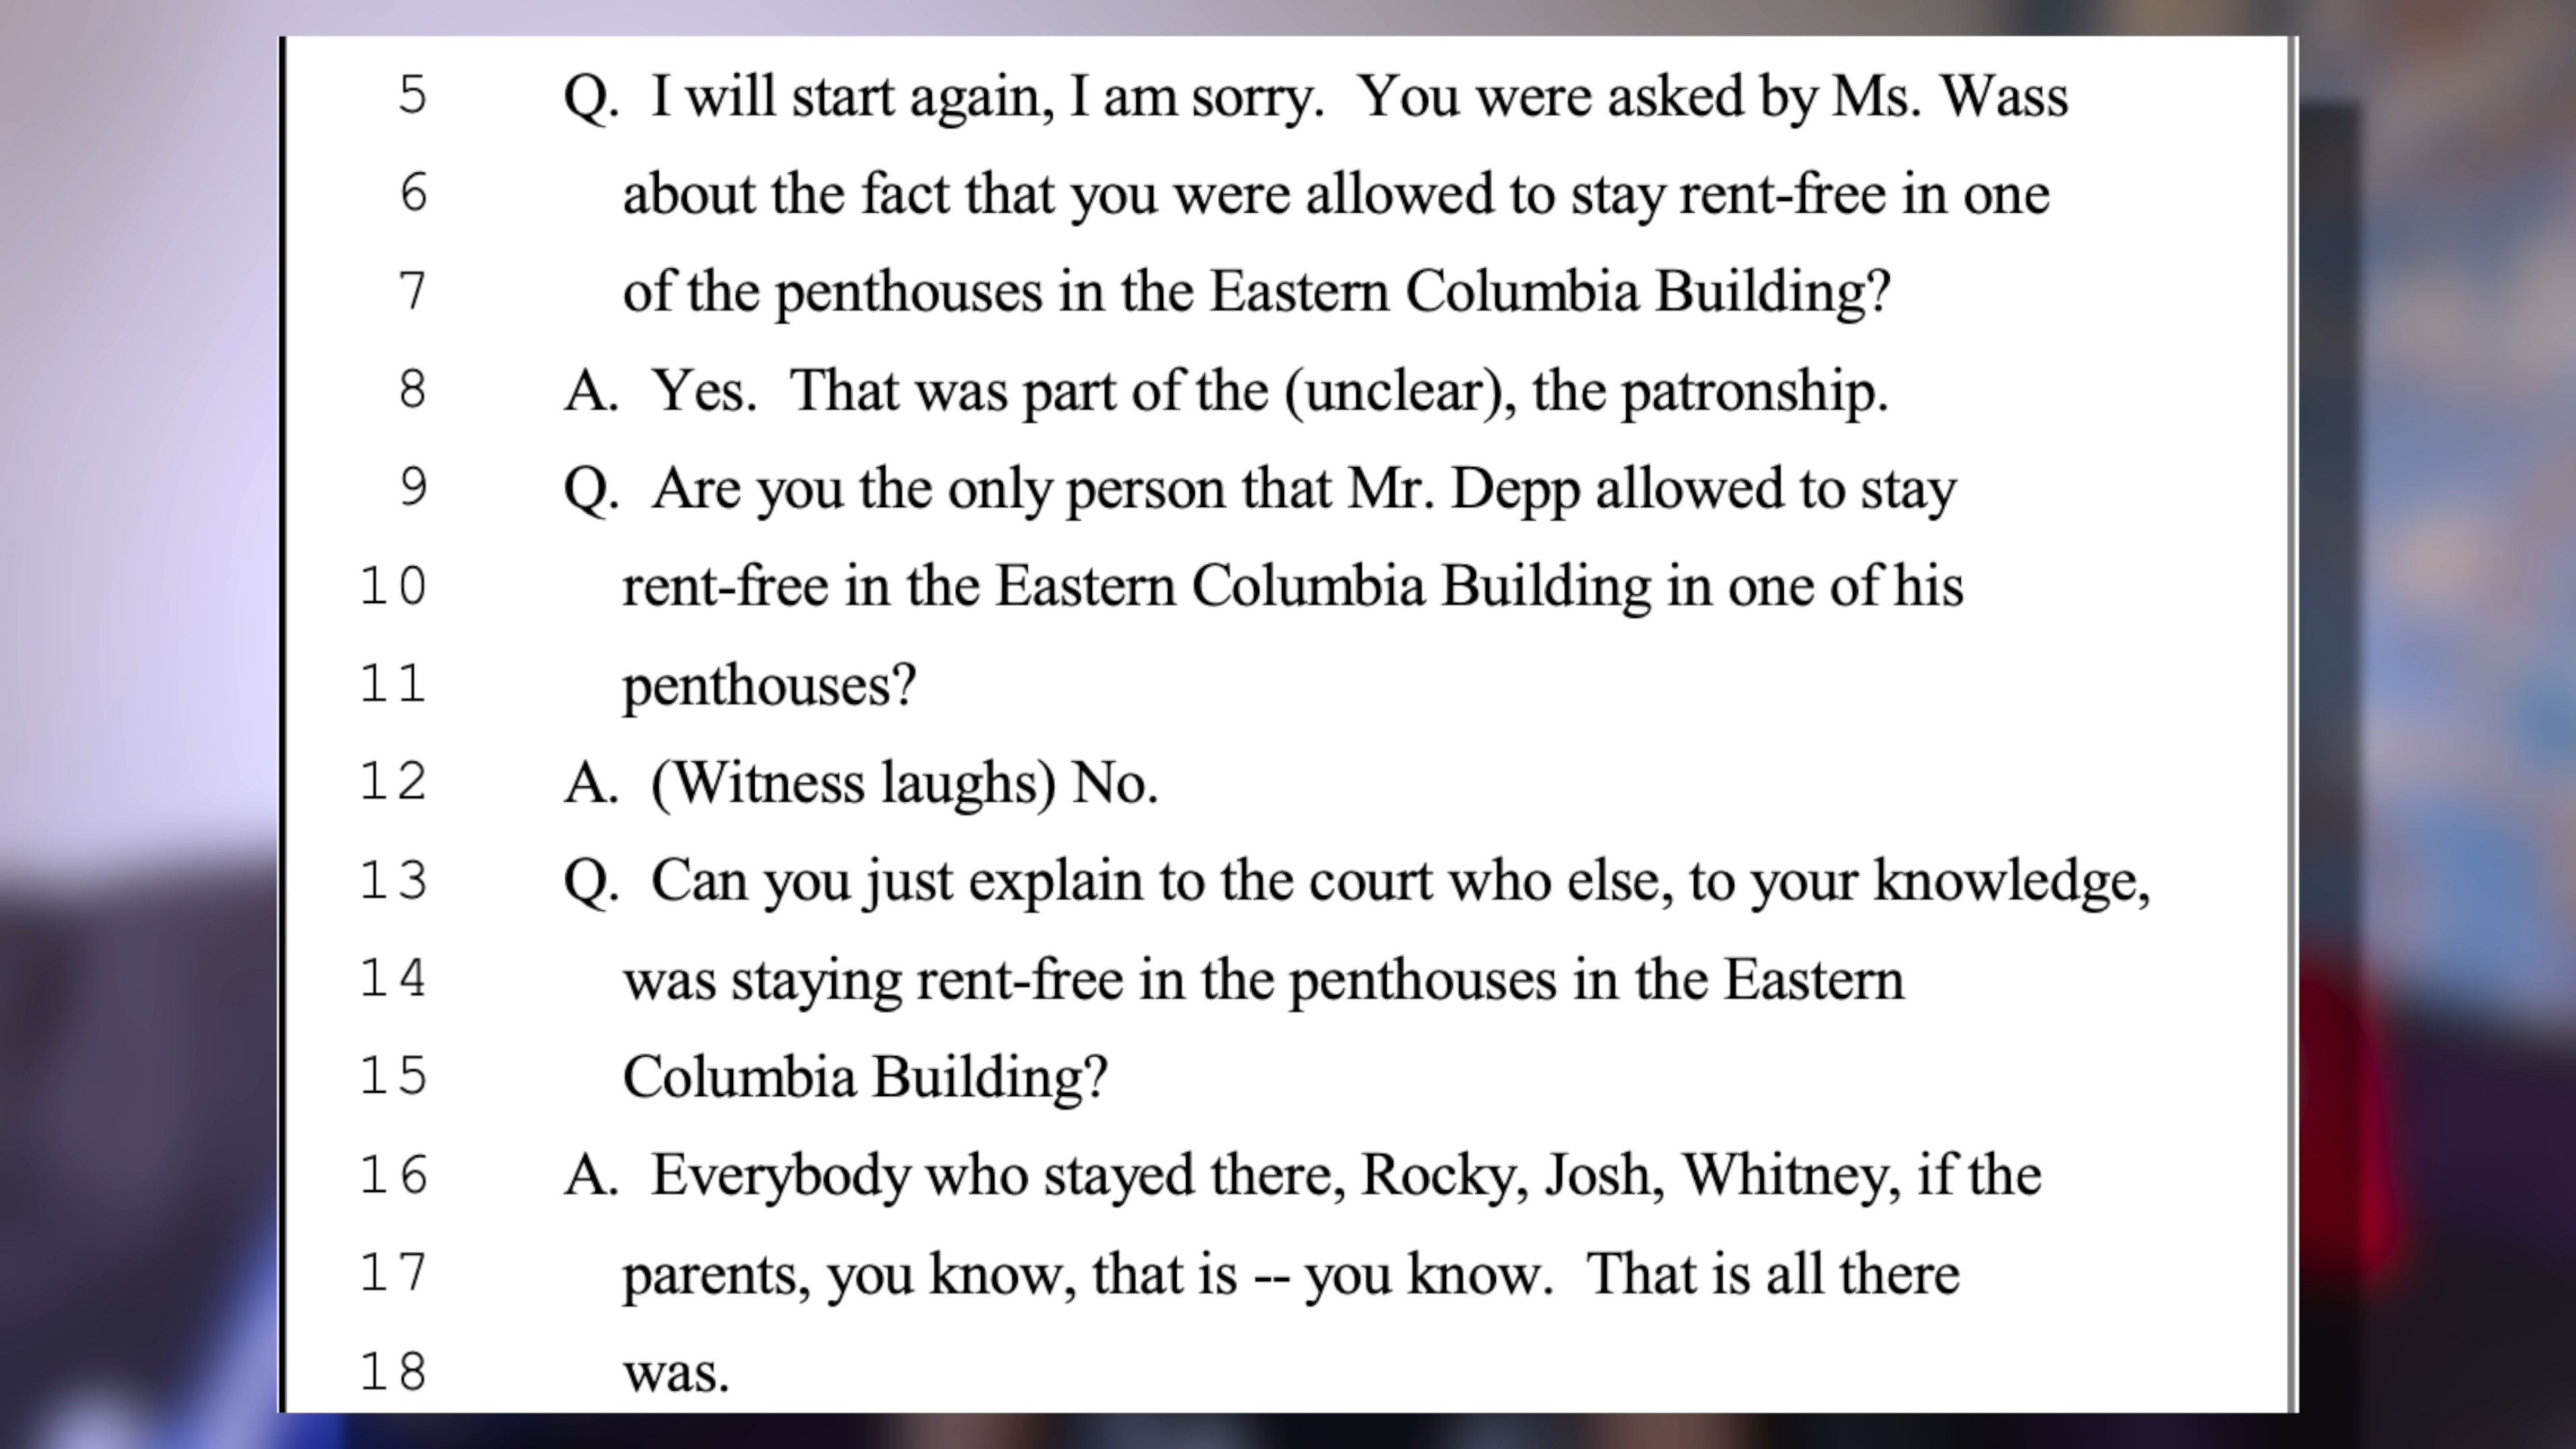 5 Q. I will start again, I am sorry. You were asked by Ms. Wass
6 about the fact that you were allowed to stay rent-free in one
7 of the penthouses in the Eastern Columbia Building?
8 A. Yes. That was part of the (unclear), the patronship.
9 Q. Are you the only person that Mr. Depp allowed to stay
10 rent-free in the Eastern Columbia Building in one of his
11 penthouses?
12 A. (Witness laughs) No.
13 Q. Can you just explain to the court who else, to your knowledge,
14 was staying rent-free in the penthouses in the Eastern
15 Columbia Building?
16 A. Everybody who stayed there, Rocky, Josh, Whitney, if the
17 parents, you know, that is -- you know. That is all there
18 was.